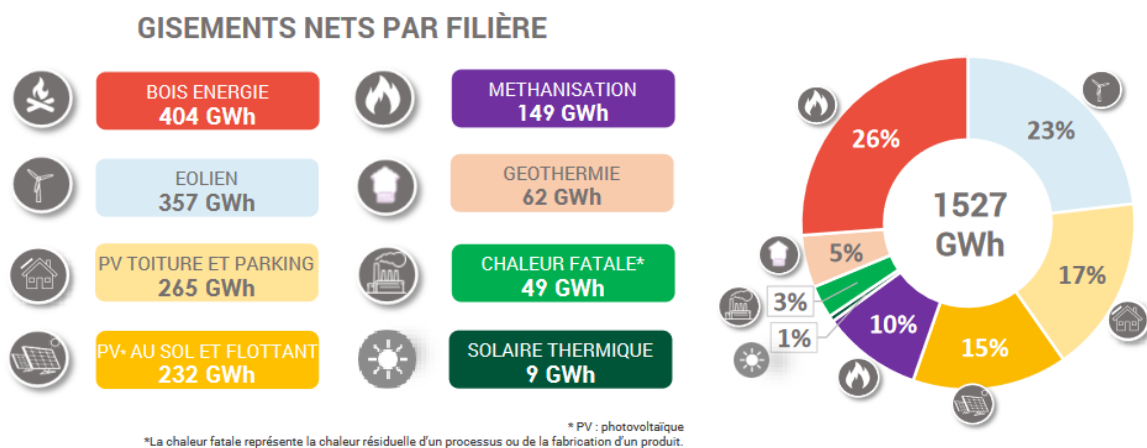 GISEMENTS NETS PAR FILIÈRE
BOIS ENERGIE
404 GWh
METHANISATION
149 GWh
EOLIEN
357 GWh
GEOTHERMIE
62 GWh
PV TOITURE ET PARKING
265 GWh
CHALEUR FATALE*
49 GWh
PV* AU SOL ET FLOTTANT
232 GWh
SOLAIRE THERMIQUE
9 GWh
26%
23%
1527
GWh
5%
17%
3%
1%
10%
15%
* PV : photovoltaïque
*La chaleur fatale représente la chaleur résiduelle d'un processus ou de la fabrication d'un produit.